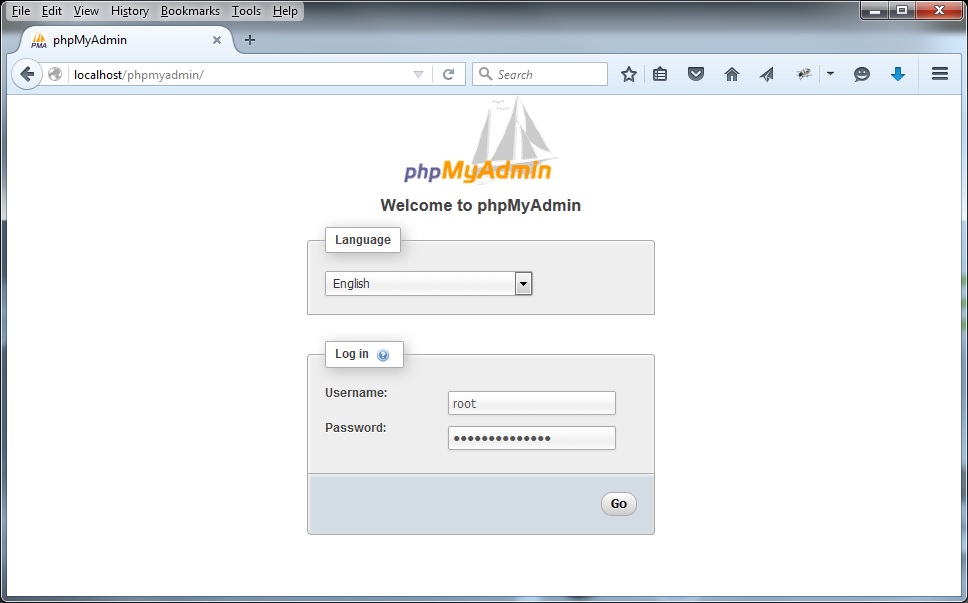 File Edit View History Bookmarks Tools Help
PMA phpMyAdmin
localhost/phpmyadmin/ Search
phpMyAdmin
Welcome to phpMyAdmin
Language
English
Log in
Username: root
Password: ••••••••••••••
Go